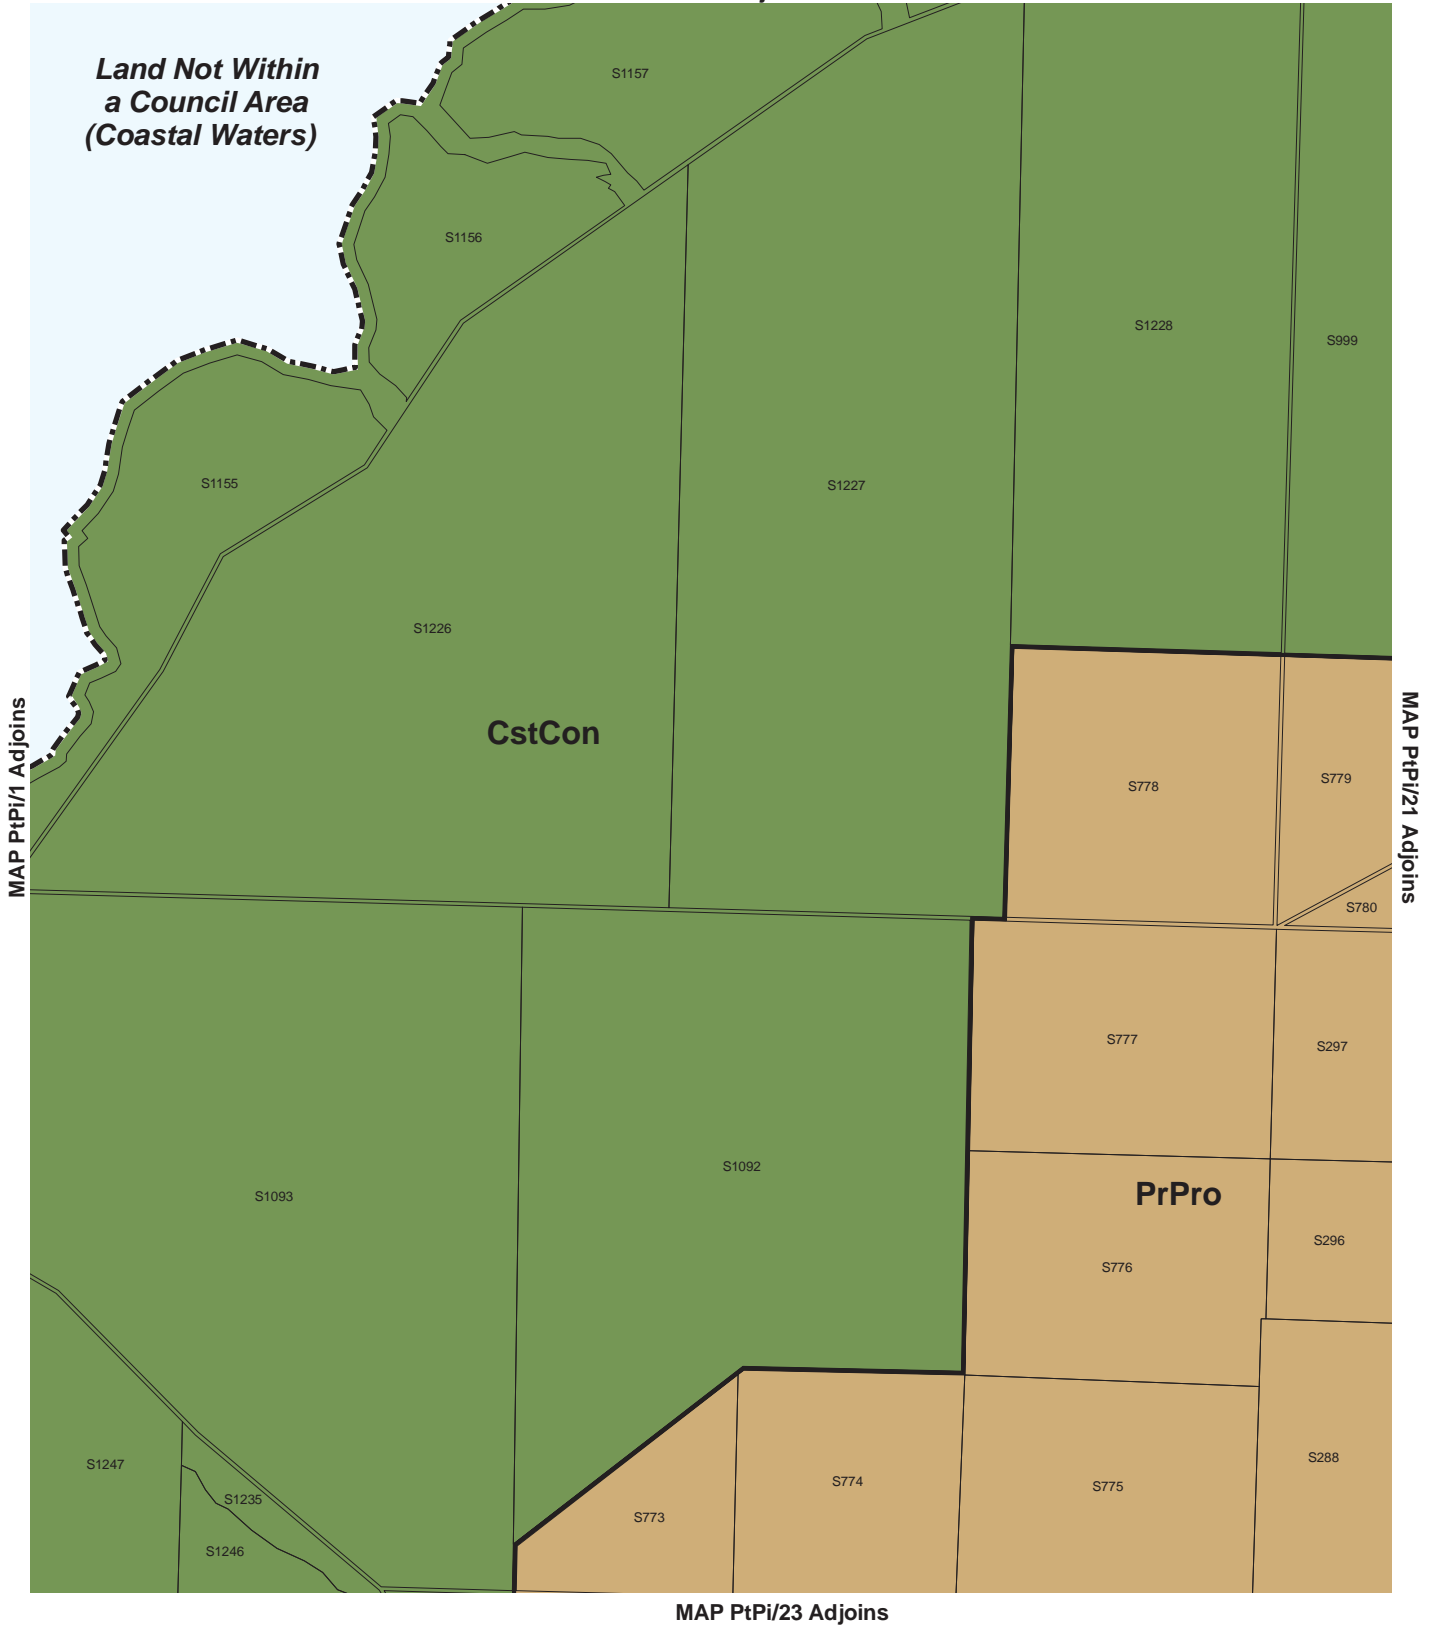 Land Not Within
a Council Area
(Coastal Waters)
S1157
S1156
S1228
S999
S1155
S1227
S1226
CstCon
MAP PtPi/1 Adjoins
MAP PtPi/21 Adjoins
S778
S779
S780
S777
S297
S1092
S1093
PrPro
S296
S776
S1247
S288
S774
S775
S1235
S773
S1246
MAP PtPi/23 Adjoins